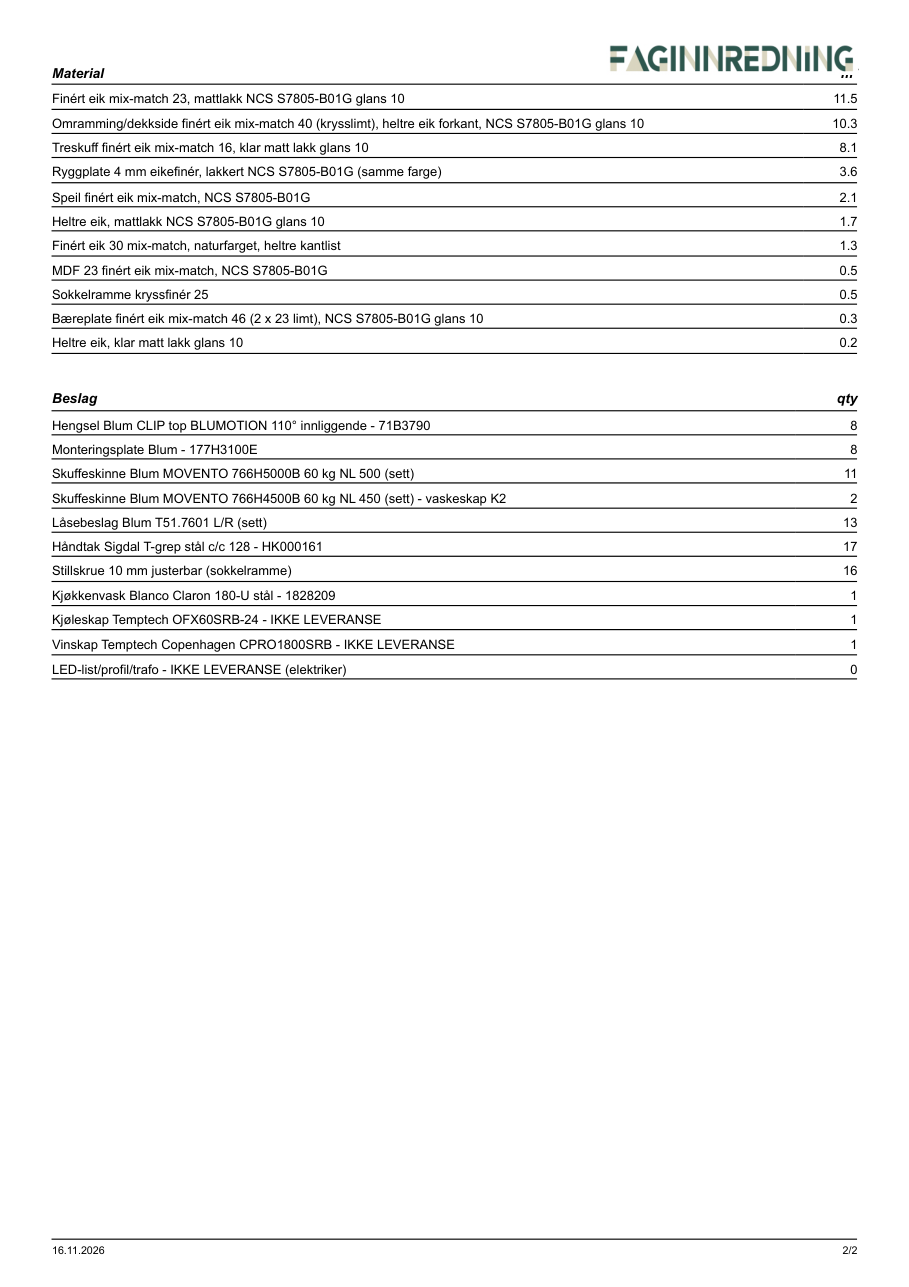 FAGINNREDNiNG
Material
Finért eik mix-match 23, mattlakk NCS S7805-B01G glans 10 11.5
Omramming/dekkside finért eik mix-match 40 (krysslimt), heltre eik forkant, NCS S7805-B01G glans 10 10.3
Treskuff finért eik mix-match 16, klar matt lakk glans 10 8.1
Ryggplate 4 mm eikefinér, lakkert NCS S7805-B01G (samme farge) 3.6
Speil finért eik mix-match, NCS S7805-B01G 2.1
Heltre eik, mattlakk NCS S7805-B01G glans 10 1.7
Finért eik 30 mix-match, naturfarget, heltre kantlist 1.3
MDF 23 finért eik mix-match, NCS S7805-B01G 0.5
Sokkelramme kryssfinér 25 0.5
Bæreplate finért eik mix-match 46 (2 x 23 limt), NCS S7805-B01G glans 10 0.3
Heltre eik, klar matt lakk glans 10 0.2
Beslag qty
Hengsel Blum CLIP top BLUMOTION 110° innliggende - 71B3790 8
Monteringsplate Blum - 177H3100E 8
Skuffeskinne Blum MOVENTO 766H5000B 60 kg NL 500 (sett) 11
Skuffeskinne Blum MOVENTO 766H4500B 60 kg NL 450 (sett) - vaskeskap K2 2
Låsebeslag Blum T51.7601 L/R (sett) 13
Håndtak Sigdal T-grep stål c/c 128 - HK000161 17
Stillskrue 10 mm justerbar (sokkelramme) 16
Kjøkkenvask Blanco Claron 180-U stål - 1828209 1
Kjøleskap Temptech OFX60SRB-24 - IKKE LEVERANSE 1
Vinskap Temptech Copenhagen CPRO1800SRB - IKKE LEVERANSE 1
LED-list/profil/trafo - IKKE LEVERANSE (elektriker) 0
16.11.2026 2/2